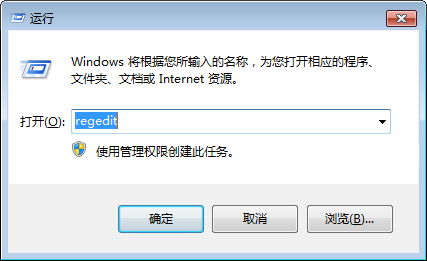 运行
Windows 将根据您所输入的名称，为您打开相应的程序、
文件夹、文档或 Internet 资源。
打开(O): regedit
使用管理权限创建此任务。
确定 取消 浏览(B)...